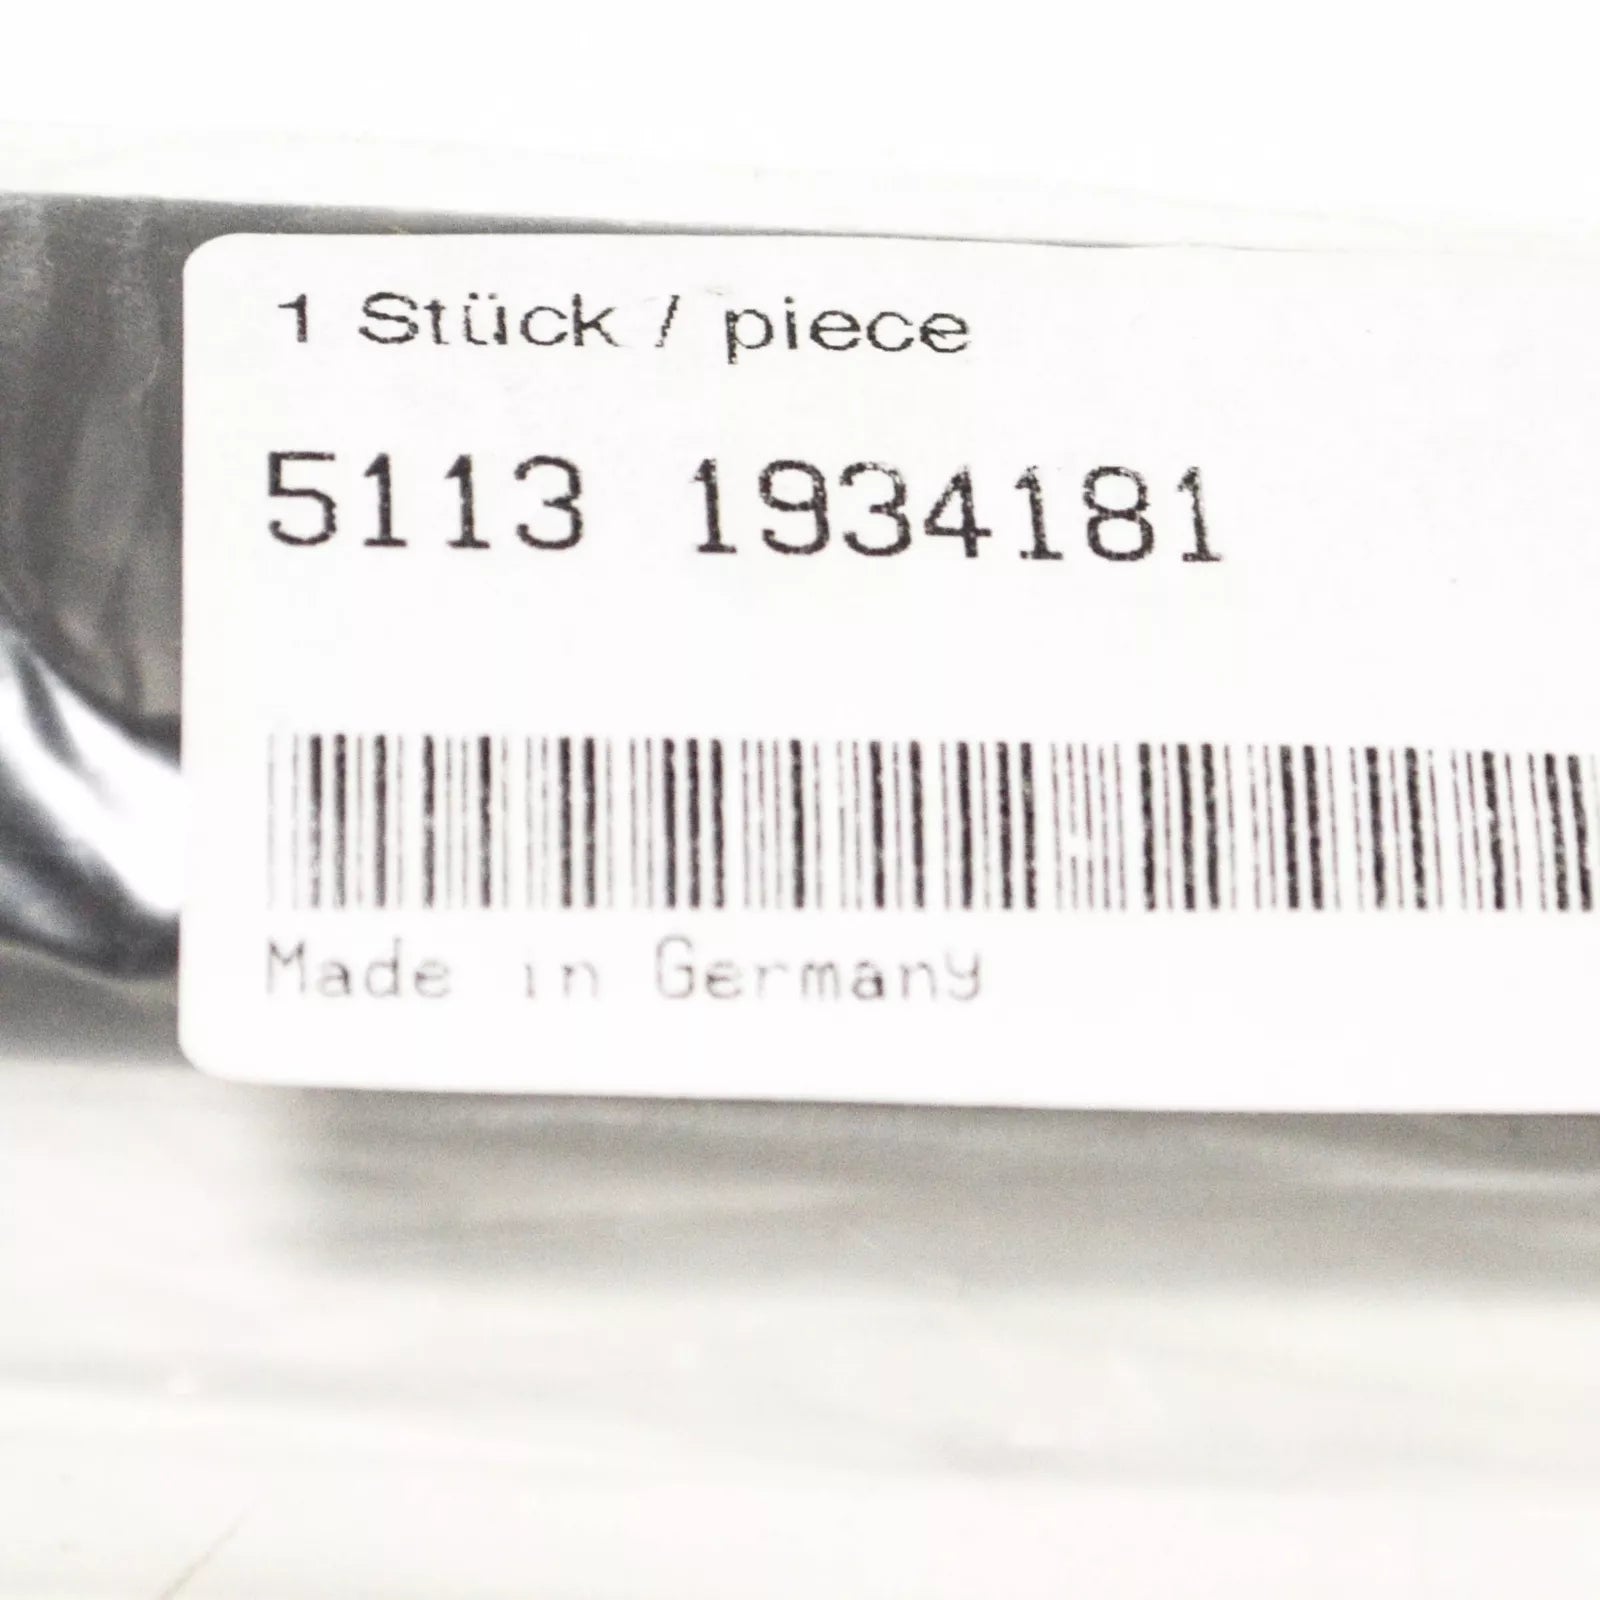 1 Stück / piece
5113 1934181
Made in Germany